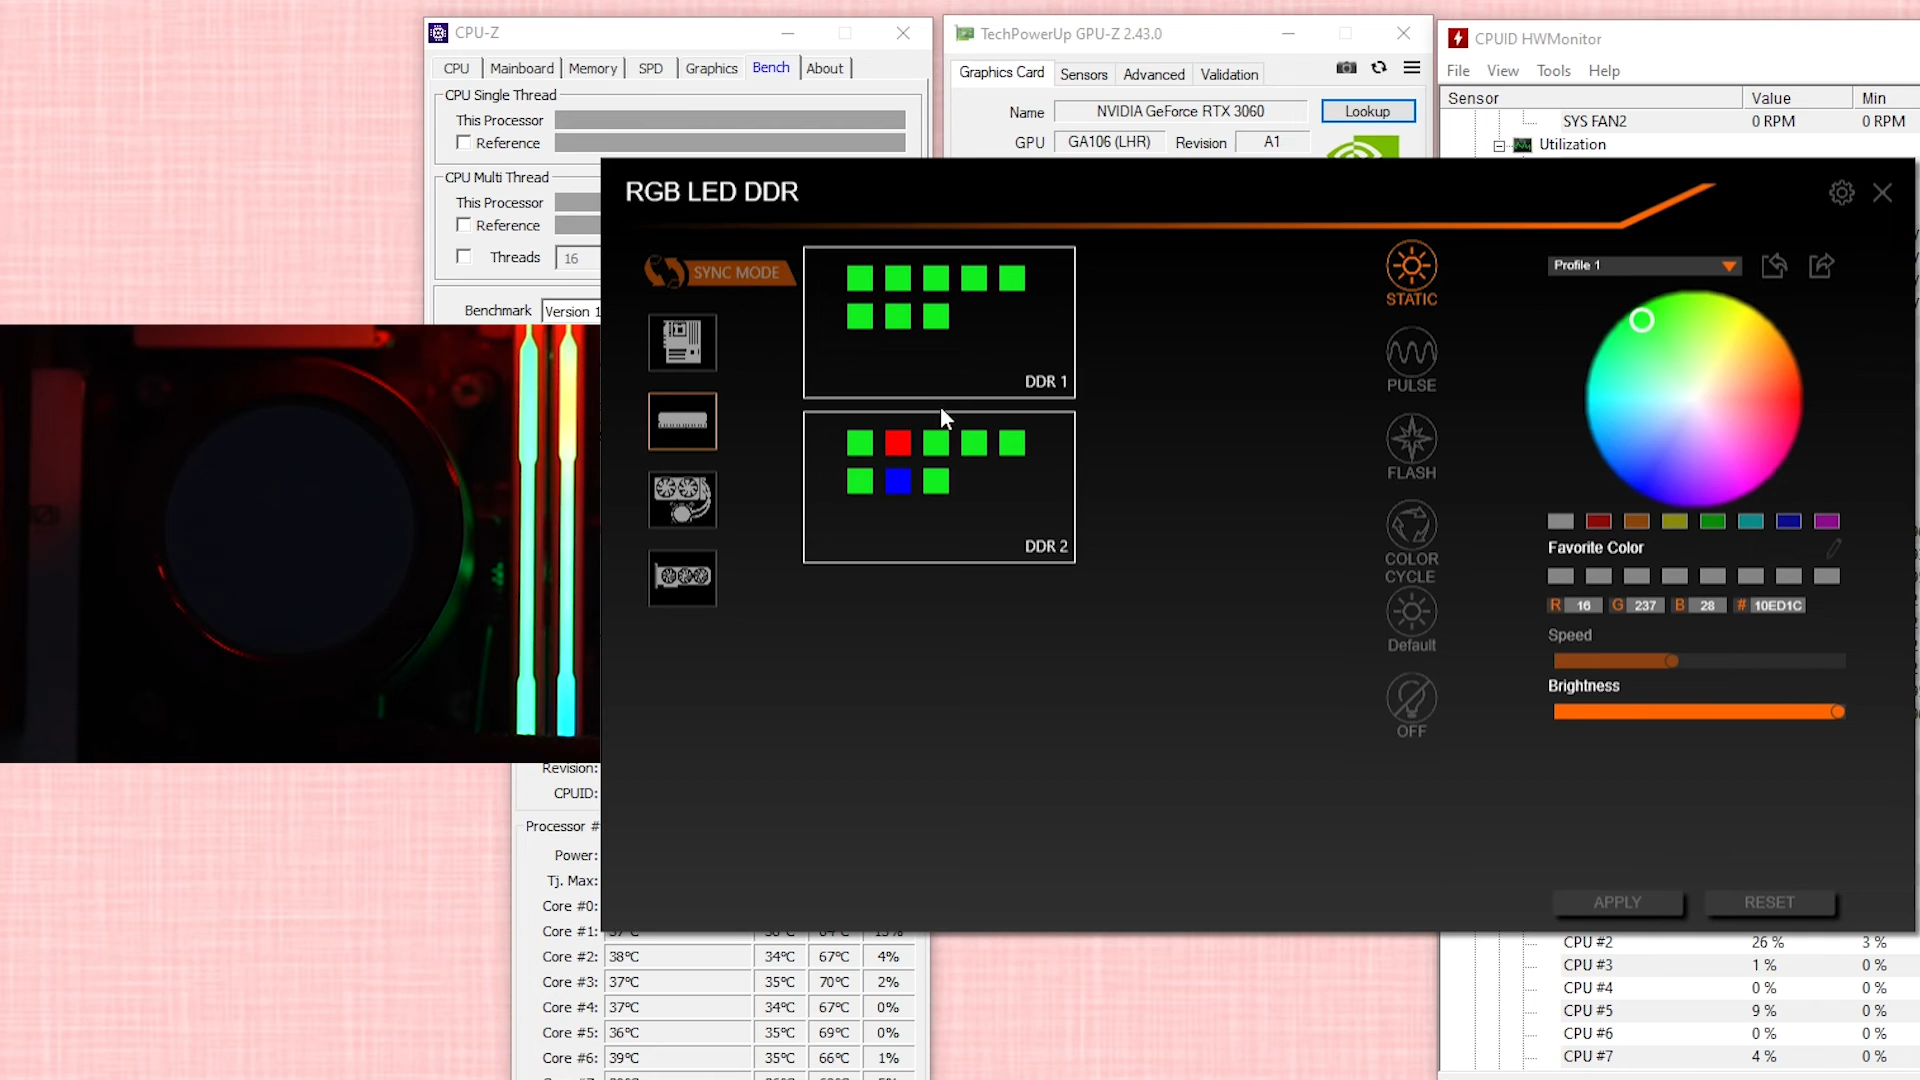 CPU-Z
CPU
Mainboard
Memory
SPD
Graphics
Bench
About
CPU Single Thread
This Processor
Reference
CPU Multi Thread
This Processor
Reference
Threads
16
Benchmark
Version 1
TechPowerUp GPU-Z 2.43.0
Graphics Card
Sensors
Advanced
Validation
Name
NVIDIA GeForce RTX 3060
Lookup
GPU
GA106 (LHR)
Revision
A1
CPUID HWMonitor
File
View
Tools
Help
Sensor
Value
Min
SYS FAN2
0 RPM
0 RPM
Utilization
RGB LED DDR
SYNC MODE
DDR 1
DDR 2
STATIC
PULSE
FLASH
COLOR
CYCLE
Default
OFF
Profile 1
Favorite Color
R 16 G 237 B 28 # 10ED1C
Speed
Brightness
APPLY
RESET
Revision:
CPUID:
Processor #
Power:
Tj. Max:
Core #0:
Core #1:
Core #2: 38°C 34°C 67°C 4%
Core #3: 37°C 35°C 70°C 2%
Core #4: 37°C 34°C 67°C 0%
Core #5: 36°C 35°C 69°C 0%
Core #6: 39°C 35°C 66°C 1%
CPU #2 26 % 3 %
CPU #3 1 % 0 %
CPU #4 0 % 0 %
CPU #5 9 % 0 %
CPU #6 0 % 0 %
CPU #7 4 % 0 %